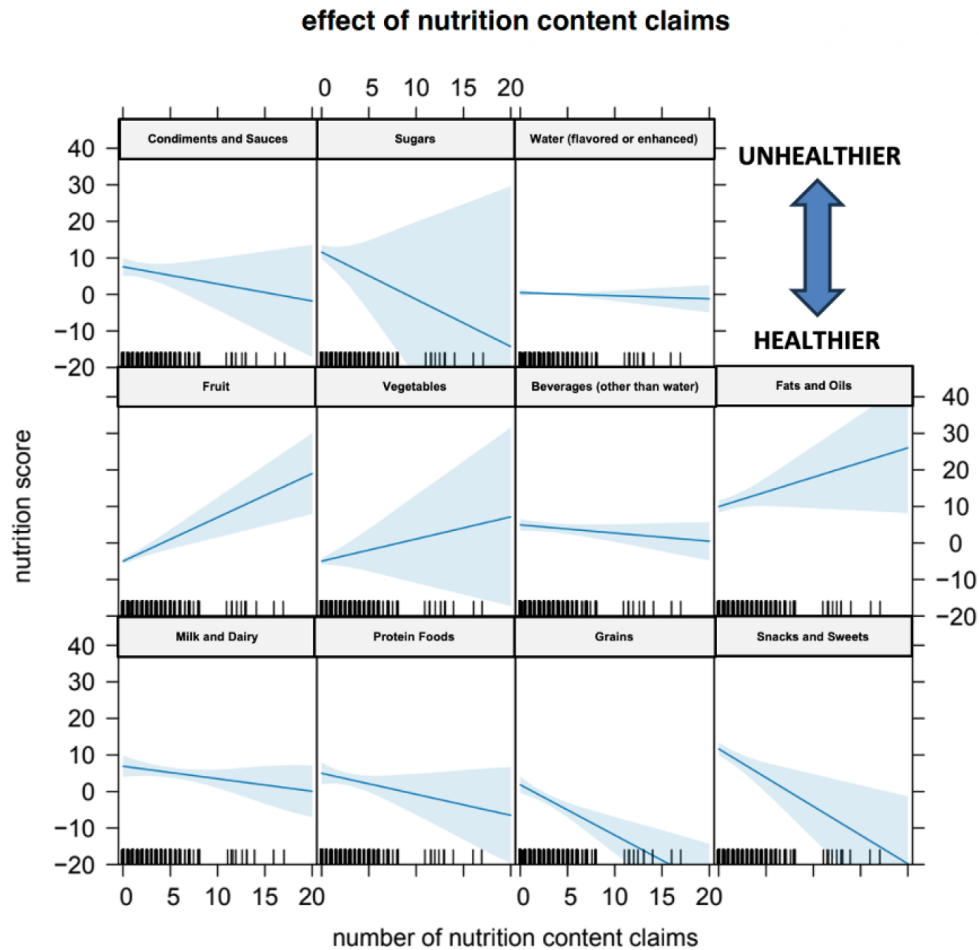 effect of nutrition content claims
0 5 10 15 20
Condiments and Sauces Sugars Water (flavored or enhanced)
40
30
20
10
0
−10
−20
UNHEALTHIER
HEALTHIER
Fruit Vegetables Beverages (other than water) Fats and Oils
40
30
20
10
0
−10
−20
nutrition score
Milk and Dairy Protein Foods Grains Snacks and Sweets
40
30
20
10
0
−10
−20
0 5 10 15 20 0 5 10 15 20
number of nutrition content claims